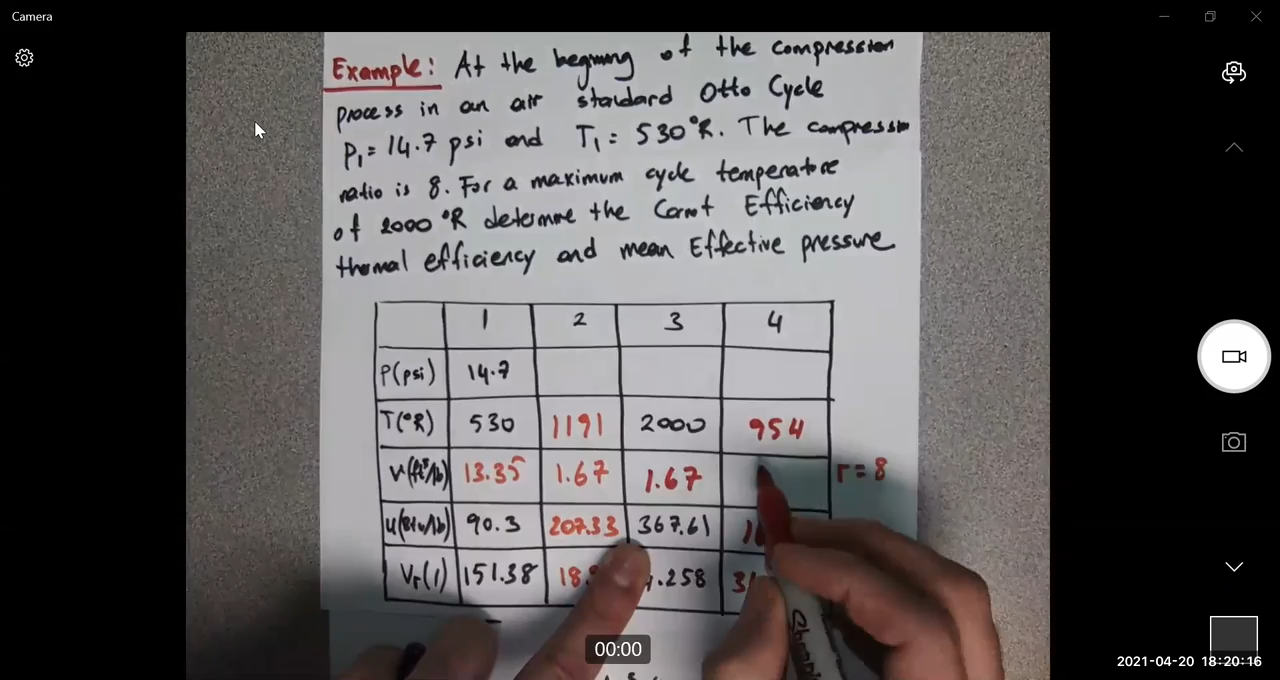 Camera
Example: At the begining of the compression
process in an air standard Otto Cycle
P1 = 14.7 psi and T1 = 530°R. The compression
ratio is 8. For a maximum cycle temperature
of 2000 °R determine the Carnot Efficiency
thermal efficiency and mean Effective pressure
1 2 3 4
P(psi) 14.7
T(°R) 530 1191 2000 954
v(ft³/lb) 13.35 1.67 1.67 r = 8
u(Btu/lb) 90.3 207.33 367.61
Vr(1) 151.38 18. .258
00:00
2021-04-20 18:20:16